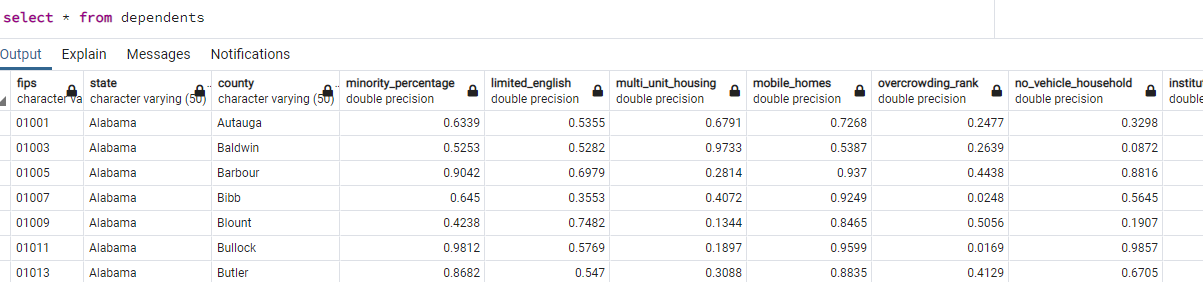 select * from dependents
Output Explain Messages Notifications
fips state county minority_percentage limited_english multi_unit_housing mobile_homes overcrowding_rank no_vehicle_household
character va character varying (50) character varying (50) double precision double precision double precision double precision double precision double precision
01001 Alabama Autauga 0.6339 0.5355 0.6791 0.7268 0.2477 0.3298
01003 Alabama Baldwin 0.5253 0.5282 0.9733 0.5387 0.2639 0.0872
01005 Alabama Barbour 0.9042 0.6979 0.2814 0.937 0.4438 0.8816
01007 Alabama Bibb 0.645 0.3553 0.4072 0.9249 0.0248 0.5645
01009 Alabama Blount 0.4238 0.7482 0.1344 0.8465 0.5056 0.1907
01011 Alabama Bullock 0.9812 0.5769 0.1897 0.9599 0.0169 0.9857
01013 Alabama Butler 0.8682 0.547 0.3088 0.8835 0.4129 0.6705